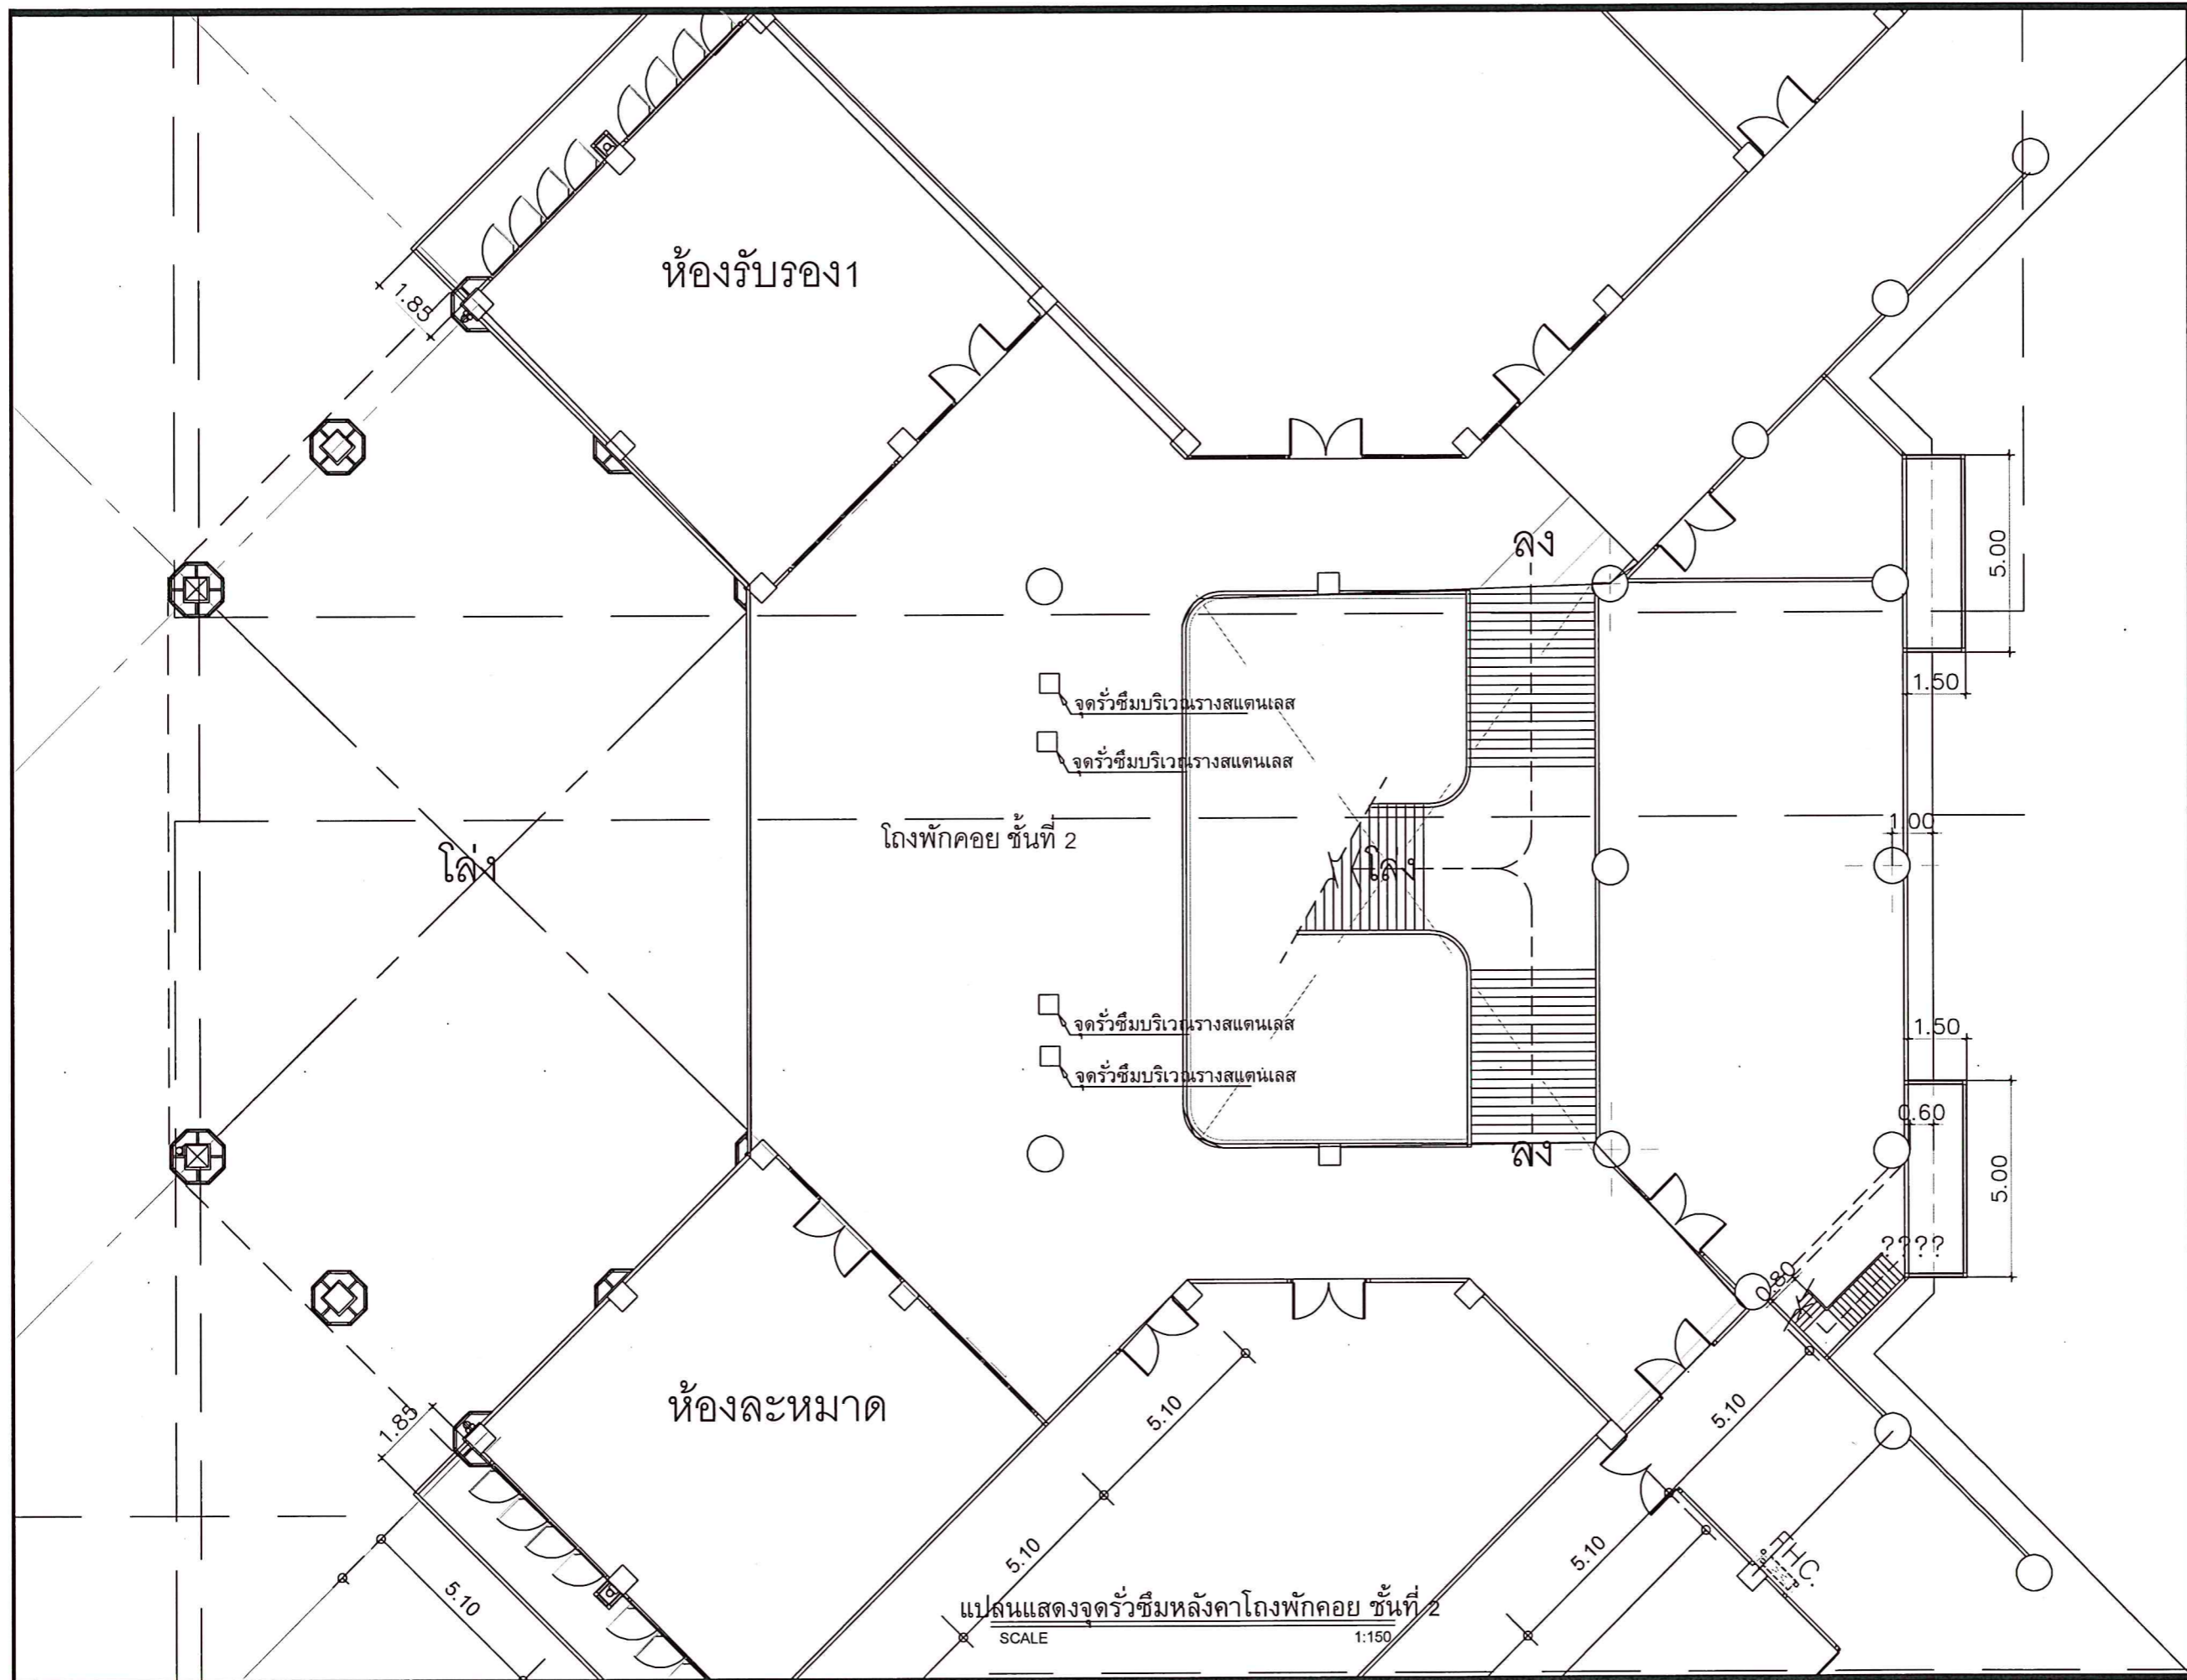 ห้องรับรอง1
1.85
ลง
5.00
1.50
จุดรั่วซึมบริเวณรางสแตนเลส
จุดรั่วซึมบริเวณรางสแตนเลส
โถงพักคอย ชั้นที่ 2
1.00
โล่ง
โล่ง
จุดรั่วซึมบริเวณรางสแตนเลส
จุดรั่วซึมบริเวณรางสแตนเลส
1.50
0.60
ลง
5.00
????
0.80
ห้องละหมาด
1.85
5.10
5.10
5.10
5.10
5.10
FHC.
แปลนแสดงจุดรั่วซึมหลังคาโถงพักคอย ชั้นที่ 2
SCALE 1:150